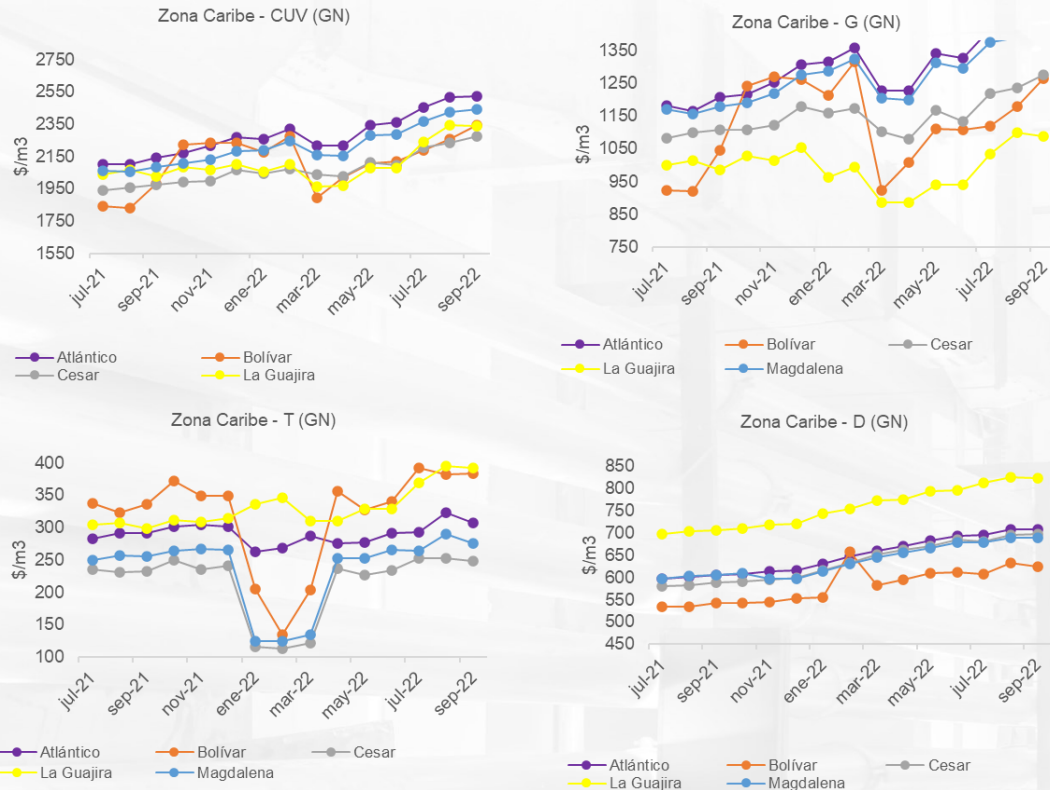 Zona Caribe - CUV (GN)
2750
2550
2350
2150
1950
1750
1550
$/m3
jul-21
sep-21
nov-21
ene-22
mar-22
may-22
jul-22
sep-22
Atlántico
Bolívar
Cesar
La Guajira
Zona Caribe - G (GN)
1350
1250
1150
1050
950
850
750
$/m3
jul-21
sep-21
nov-21
ene-22
mar-22
may-22
jul-22
sep-22
Atlántico
Bolívar
Cesar
La Guajira
Magdalena
Zona Caribe - T (GN)
400
350
300
250
200
150
100
$/m3
jul-21
sep-21
nov-21
ene-22
mar-22
may-22
jul-22
sep-22
Atlántico
Bolívar
Cesar
La Guajira
Magdalena
Zona Caribe - D (GN)
850
800
750
700
650
600
550
500
450
$/m3
jul-21
sep-21
nov-21
ene-22
mar-22
may-22
jul-22
sep-22
Atlántico
Bolívar
Cesar
La Guajira
Magdalena